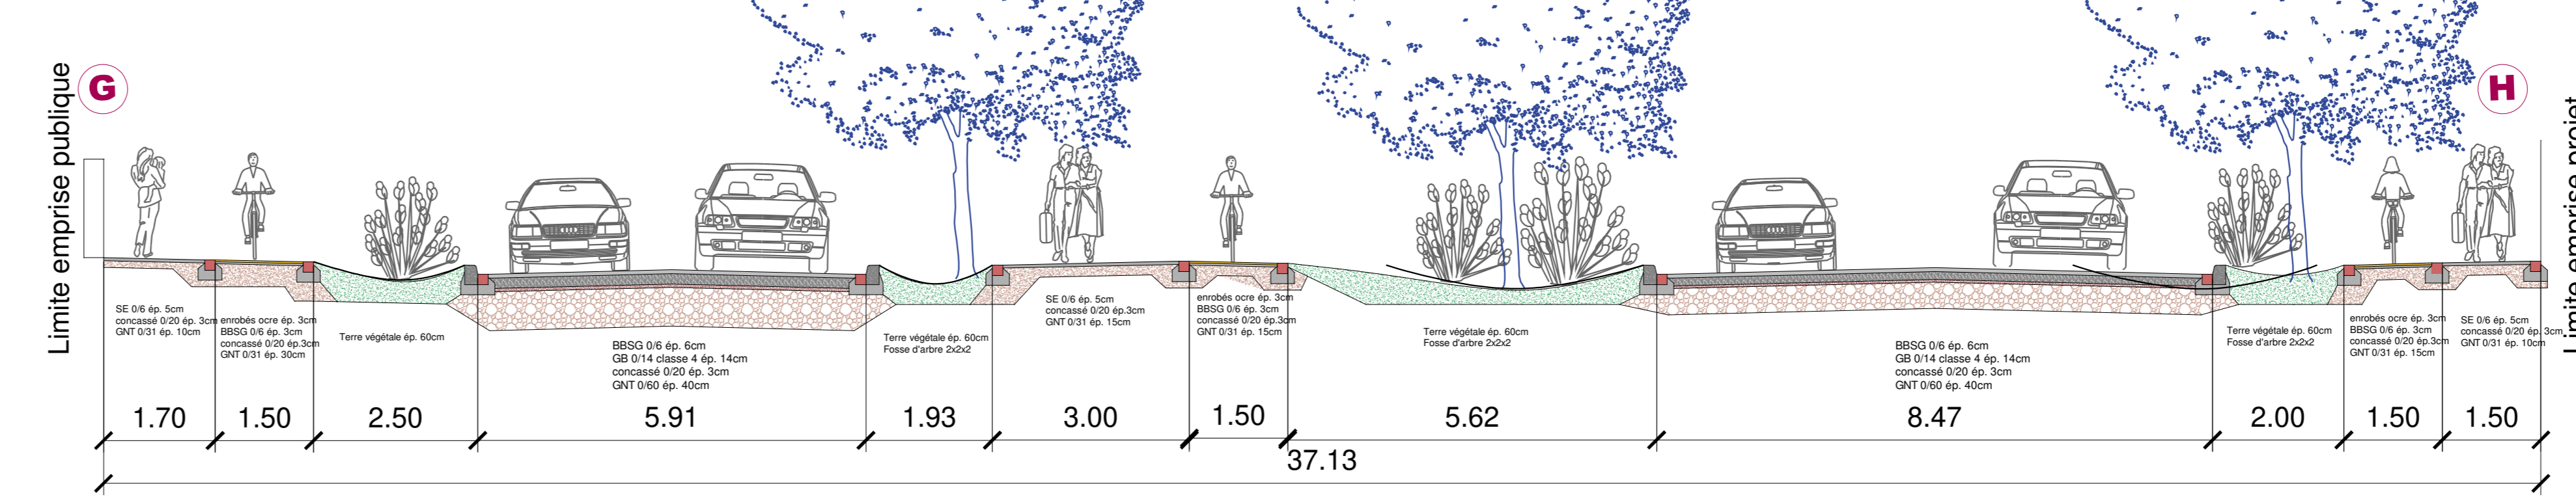 Limite emprise publique
G
H
SE 0/6 ép. 5cm
concassé 0/20 ép. 3cm
GNT 0/31 ép. 10cm
enrobés ocre ép. 3cm
BBSG 0/6 ép. 3cm
concassé 0/20 ép.3cm
GNT 0/31 ép. 30cm
Terre végétale ép. 60cm
BBSG 0/6 ép. 6cm
GB 0/14 classe 4 ép. 14cm
concassé 0/20 ép. 3cm
GNT 0/60 ép. 40cm
Terre végétale ép. 60cm
Fosse d'arbre 2x2x2
SE 0/6 ép. 5cm
concassé 0/20 ép.3cm
GNT 0/31 ép. 15cm
enrobés ocre ép. 3cm
BBSG 0/6 ép. 3cm
concassé 0/20 ép.3cm
GNT 0/31 ép. 15cm
Terre végétale ép. 60cm
Fosse d'arbre 2x2x2
BBSG 0/6 ép. 6cm
GB 0/14 classe 4 ép. 14cm
concassé 0/20 ép. 3cm
GNT 0/60 ép. 40cm
Terre végétale ép. 60cm
Fosse d'arbre 2x2x2
enrobés ocre ép. 3cm
BBSG 0/6 ép. 3cm
concassé 0/20 ép.3cm
GNT 0/31 ép. 15cm
SE 0/6 ép. 5cm
concassé 0/20 ép. 3cm
GNT 0/31 ép. 10cm
Limite emprise projet
1.70 1.50 2.50 5.91 1.93 3.00 1.50 5.62 8.47 2.00 1.50 1.50
37.13